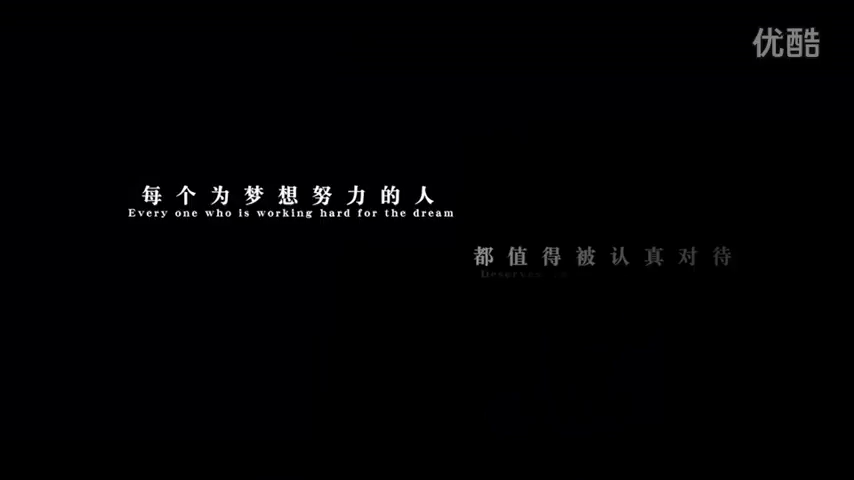 优酷
每个为梦想努力的人
Every one who is working hard for the dream
都值得被认真对待
Deserves